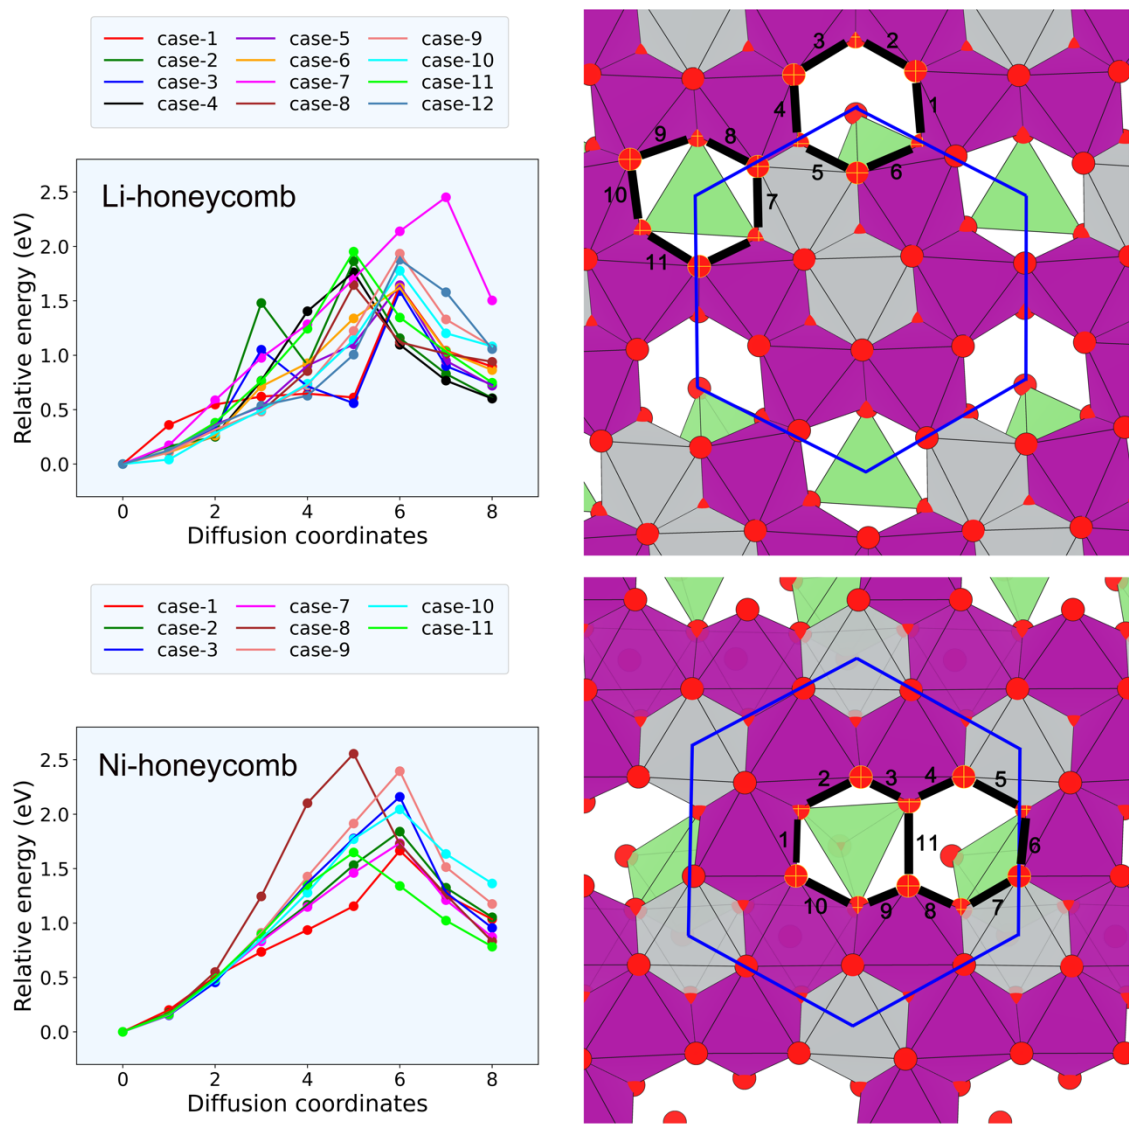 case-1 case-5 case-9
case-2 case-6 case-10
case-3 case-7 case-11
case-4 case-8 case-12
Li-honeycomb
Relative energy (eV)
2.5
2.0
1.5
1.0
0.5
0.0
0 2 4 6 8
Diffusion coordinates
3 2
4 1
9 8
5 6
10 7
11
case-1 case-7 case-10
case-2 case-8 case-11
case-3 case-9
Ni-honeycomb
Relative energy (eV)
2.5
2.0
1.5
1.0
0.5
0.0
0 2 4 6 8
Diffusion coordinates
2 3 4 5
1 11 6
10 9 8 7